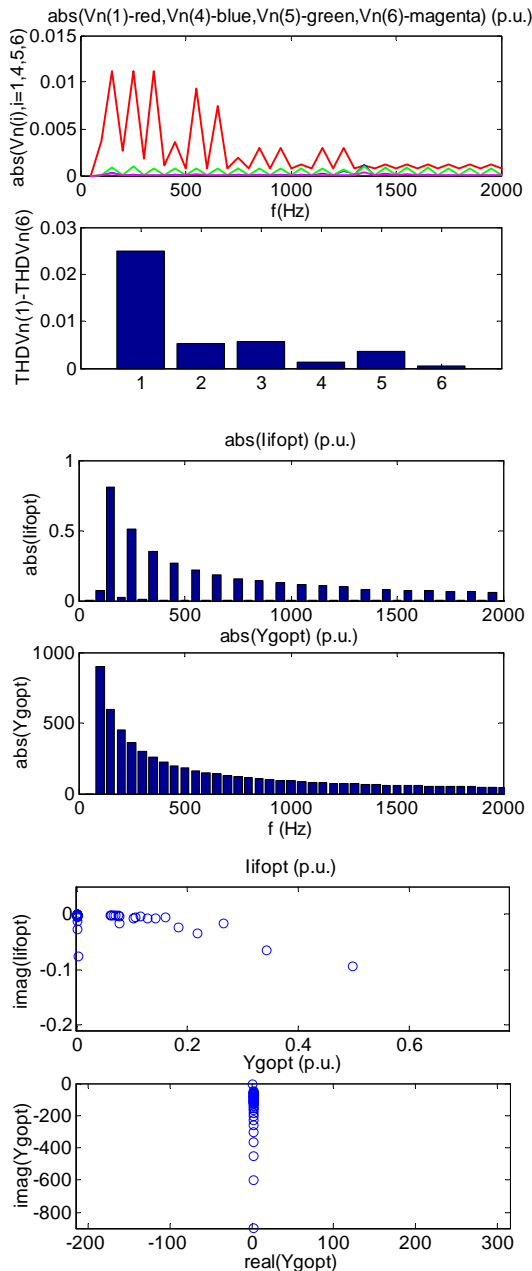 abs(Vn(1)-red,Vn(4)-blue,Vn(5)-green,Vn(6)-magenta) (p.u.)
abs(Vn(i),i=1,4,5,6)
0.015
0.01
0.005
0
0 500 1000 1500 2000
f(Hz)
THDVn(1)-THDVn(6)
0.03
0.02
0.01
0
1 2 3 4 5 6
abs(Iifopt) (p.u.)
abs(Iifopt)
1
0.5
0
0 500 1000 1500 2000
abs(Ygopt) (p.u.)
abs(Ygopt)
1000
500
0
0 500 1000 1500 2000
f (Hz)
Iifopt (p.u.)
imag(Iifopt)
0
-0.1
-0.2
0 0.2 0.4 0.6
Ygopt (p.u.)
imag(Ygopt)
0
-200
-400
-600
-800
-200 -100 0 100 200 300
real(Ygopt)